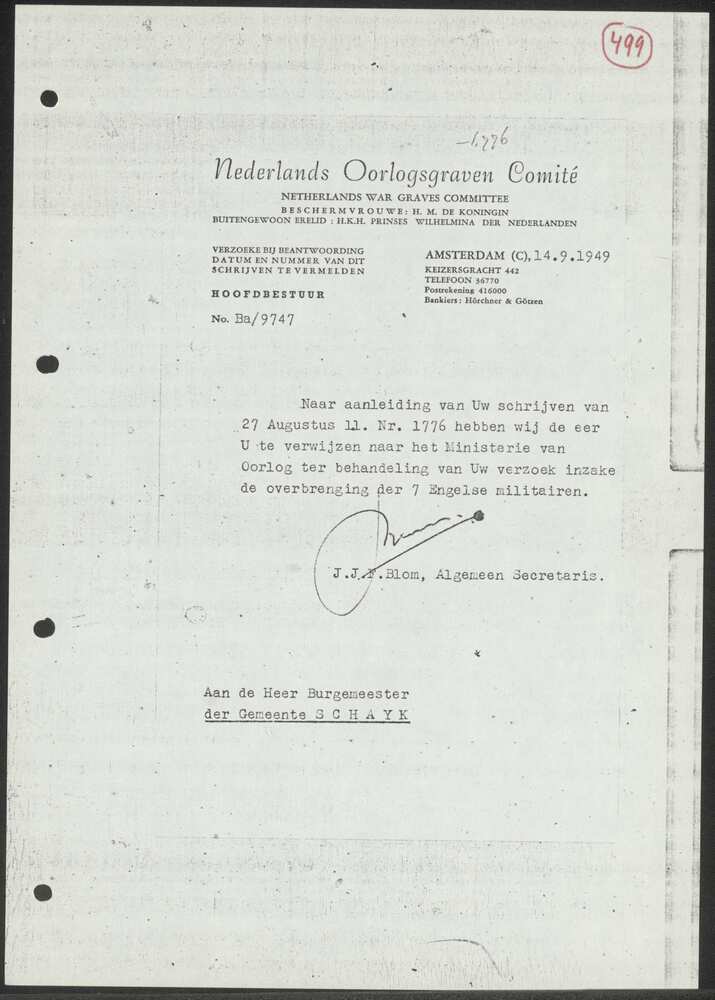 499
-1.776
Nederlands Oorlogsgraven Comité
NETHERLANDS WAR GRAVES COMMITTEE
BESCHERMVROUWE: H. M. DE KONINGIN
BUITENGEWOON ERELID : H.K.H. PRINSES WILHELMINA DER NEDERLANDEN
VERZOEKE BIJ BEANTWOORDING
DATUM EN NUMMER VAN DIT
SCHRIJVEN TE VERMELDEN
HOOFDBESTUUR
No. Ba/9747
AMSTERDAM (C), 14.9.1949
KEIZERSGRACHT 442
TELEFOON 36770
Postrekening 416000
Bankiers: Hörchner & Götzen
Naar aanleiding van Uw schrijven van
27 Augustus 11. Nr. 1776 hebben wij de eer
U te verwijzen naar het Ministerie van
Oorlog ter behandeling van Uw verzoek inzake
de overbrenging der 7 Engelse militairen.
J.J.F.Blom, Algemeen Secretaris.
Aan de Heer Burgemeester
der Gemeente S C H A Y K